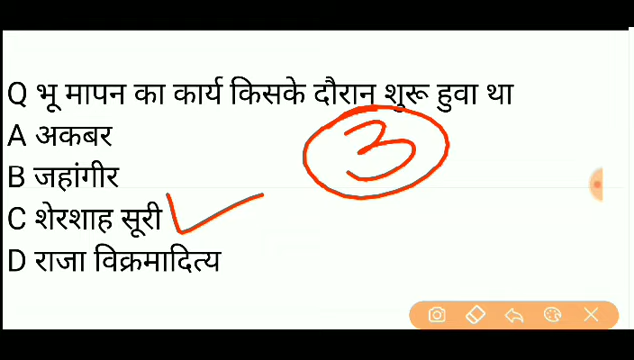 Q भू मापन का कार्य किसके दौरान शुरू हुवा था
3
A अकबर
B जहांगीर
C शेरशाह सूरी
D राजा विक्रमादित्य